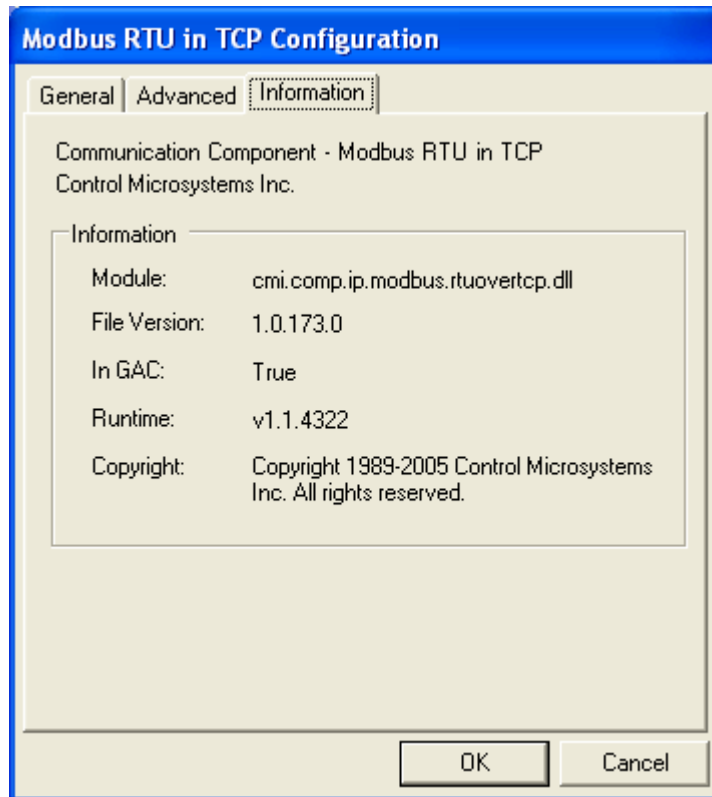 Modbus RTU in TCP Configuration
General Advanced Information
Communication Component - Modbus RTU in TCP
Control Microsystems Inc.
Information
Module: cmi.comp.ip.modbus.rtuovertcp.dll
File Version: 1.0.173.0
In GAC: True
Runtime: v1.1.4322
Copyright: Copyright 1989-2005 Control Microsystems
Inc. All rights reserved.
OK Cancel